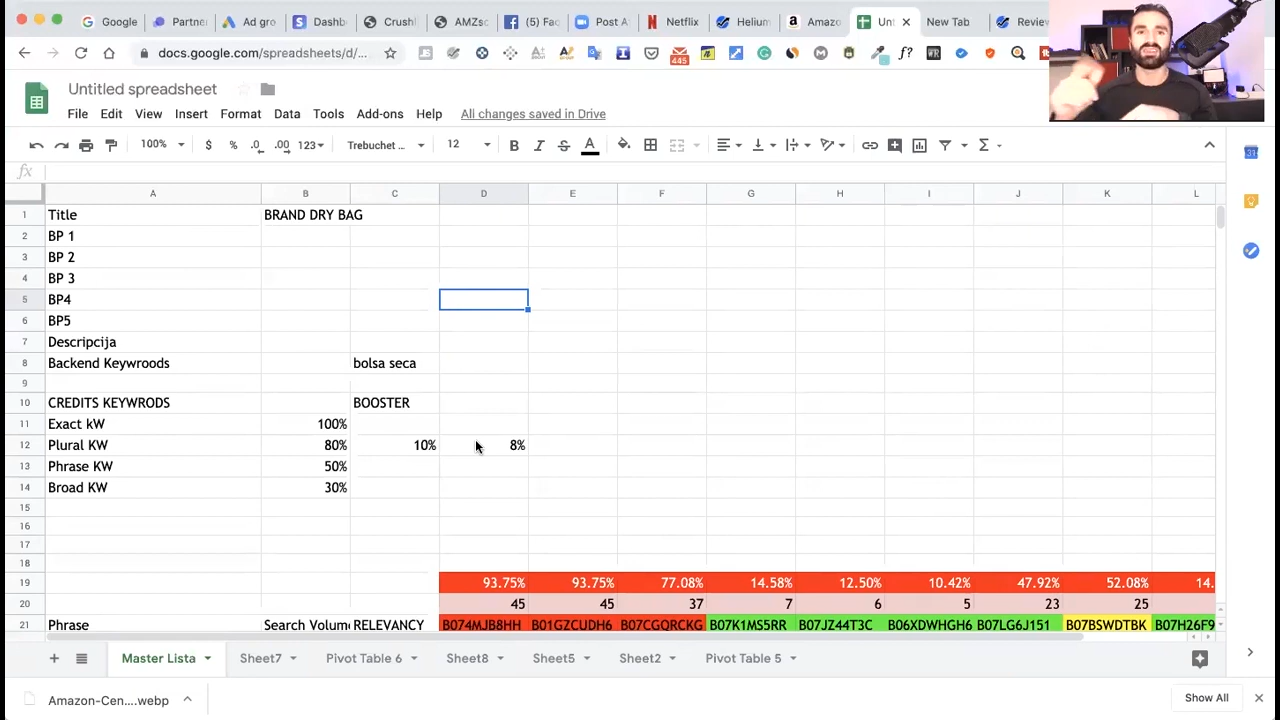 Google Partner Ad gro Dashb Crush AMZsc (5) Fac Post A Netflix Helium Amazo Unt New Tab Review
docs.google.com/spreadsheets/d/...
445
Untitled spreadsheet
File Edit View Insert Format Data Tools Add-ons Help All changes saved in Drive
100% $ % .0 .00 123 Trebuchet ... 12 B I S A
fx
A B C D E F G H I J K L
1 Title BRAND DRY BAG
2 BP 1
3 BP 2
4 BP 3
5 BP4
6 BP5
7 Descripcija
8 Backend Keywroods bolsa seca
9
10 CREDITS KEYWRODS BOOSTER
11 Exact kW 100%
12 Plural KW 80% 10% 8%
13 Phrase KW 50%
14 Broad KW 30%
15
16
17
18
19 93.75% 93.75% 77.08% 14.58% 12.50% 10.42% 47.92% 52.08% 14.
20 45 45 37 7 6 5 23 25
21 Phrase Search Volum RELEVANCY B074MJB8HH B01GZCUDH6 B07CGQRCKG B07K1MS5RR B07JZ44T3C B06XDWHGH6 B07LG6J151 B07BSWDTBK B07H26F9
Master Lista Sheet7 Pivot Table 6 Sheet8 Sheet5 Sheet2 Pivot Table 5
Amazon-Cen....webp Show All